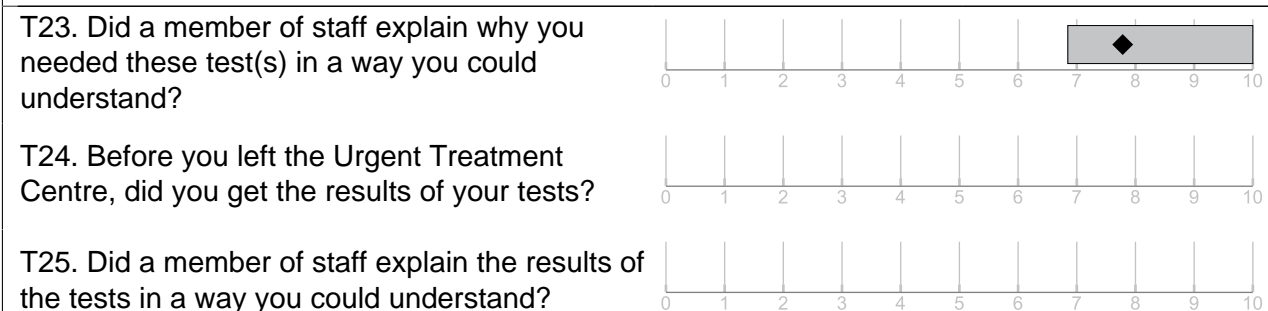 T23. Did a member of staff explain why you
needed these test(s) in a way you could
understand?
0 1 2 3 4 5 6 7 8 9 10
T24. Before you left the Urgent Treatment
Centre, did you get the results of your tests?
0 1 2 3 4 5 6 7 8 9 10
T25. Did a member of staff explain the results of
the tests in a way you could understand?
0 1 2 3 4 5 6 7 8 9 10